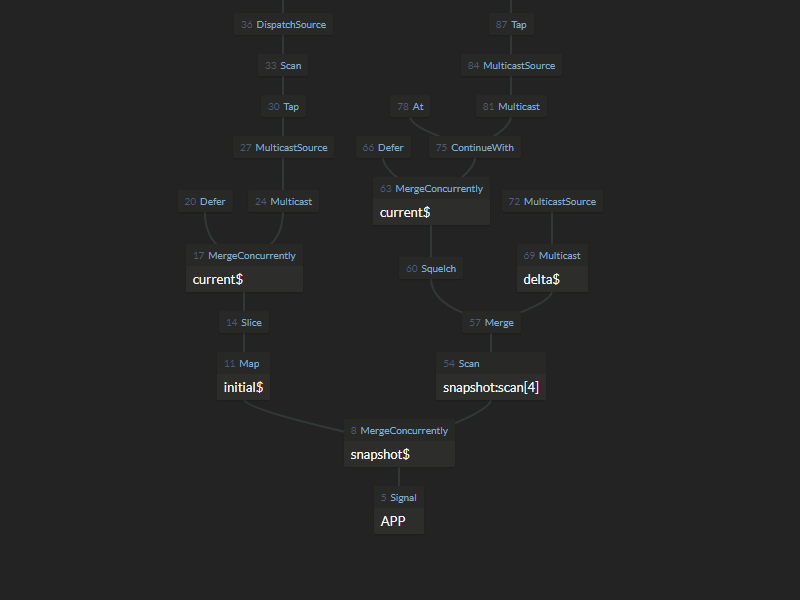 36 DispatchSource
87 Tap
33 Scan
84 MulticastSource
30 Tap
78 At
81 Multicast
27 MulticastSource
66 Defer
75 ContinueWith
63 MergeConcurrently
current$
20 Defer
24 Multicast
72 MulticastSource
17 MergeConcurrently
current$
60 Squelch
69 Multicast
delta$
14 Slice
57 Merge
11 Map
initial$
54 Scan
snapshot:scan[4]
8 MergeConcurrently
snapshot$
5 Signal
APP